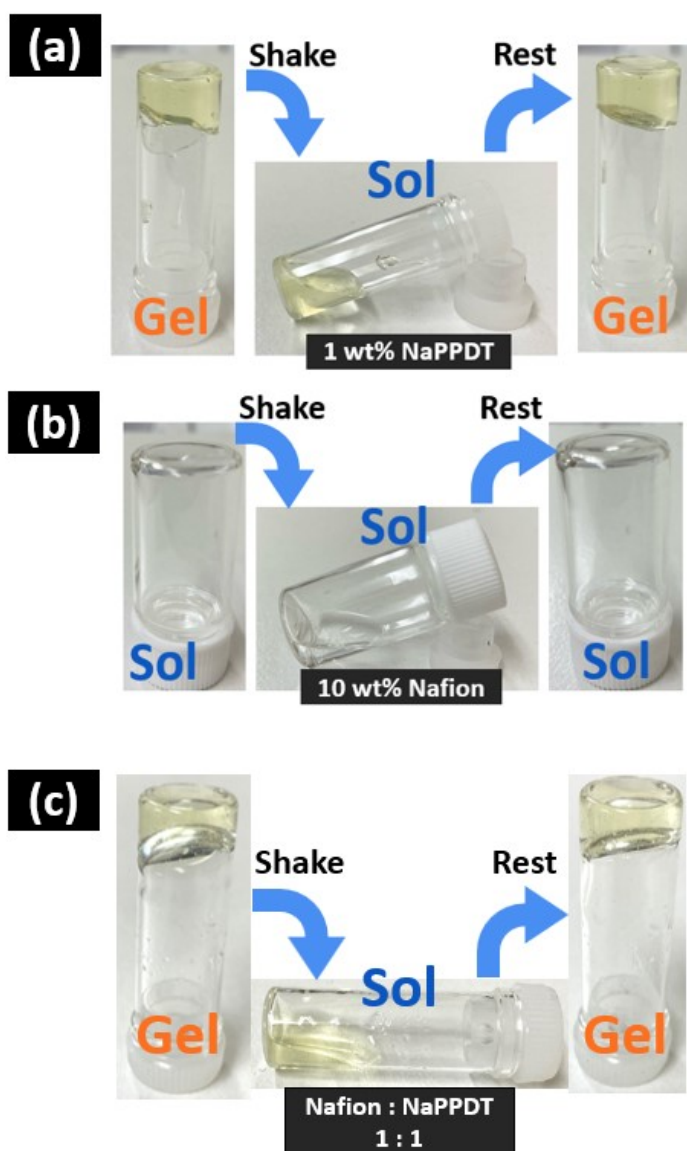 (a)
Shake
Rest
Sol
Gel
Gel
1 wt% NaPPDT
(b)
Shake
Rest
Sol
Sol
Sol
10 wt% Nafion
(c)
Shake
Rest
Sol
Gel
Gel
Nafion : NaPPDT
1 : 1